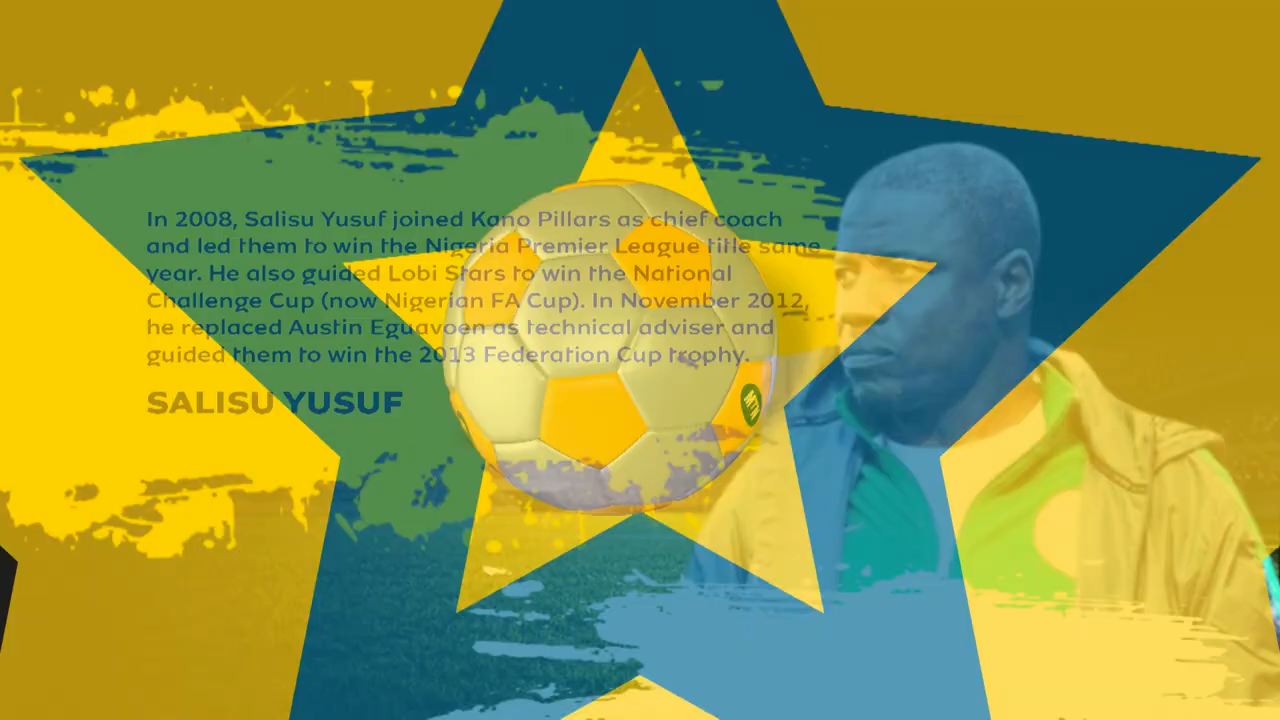 In 2008, Salisu Yusuf joined Kano Pillars as chief coach
and led them to win the Nigeria Premier League title same
year. He also guided Lobi Stars to win the National
Challenge Cup (now Nigerian FA Cup). In November 2012,
he replaced Austin Eguavoen as technical adviser and
guided them to win the 2013 Federation Cup trophy.
SALISU YUSUF
MTN